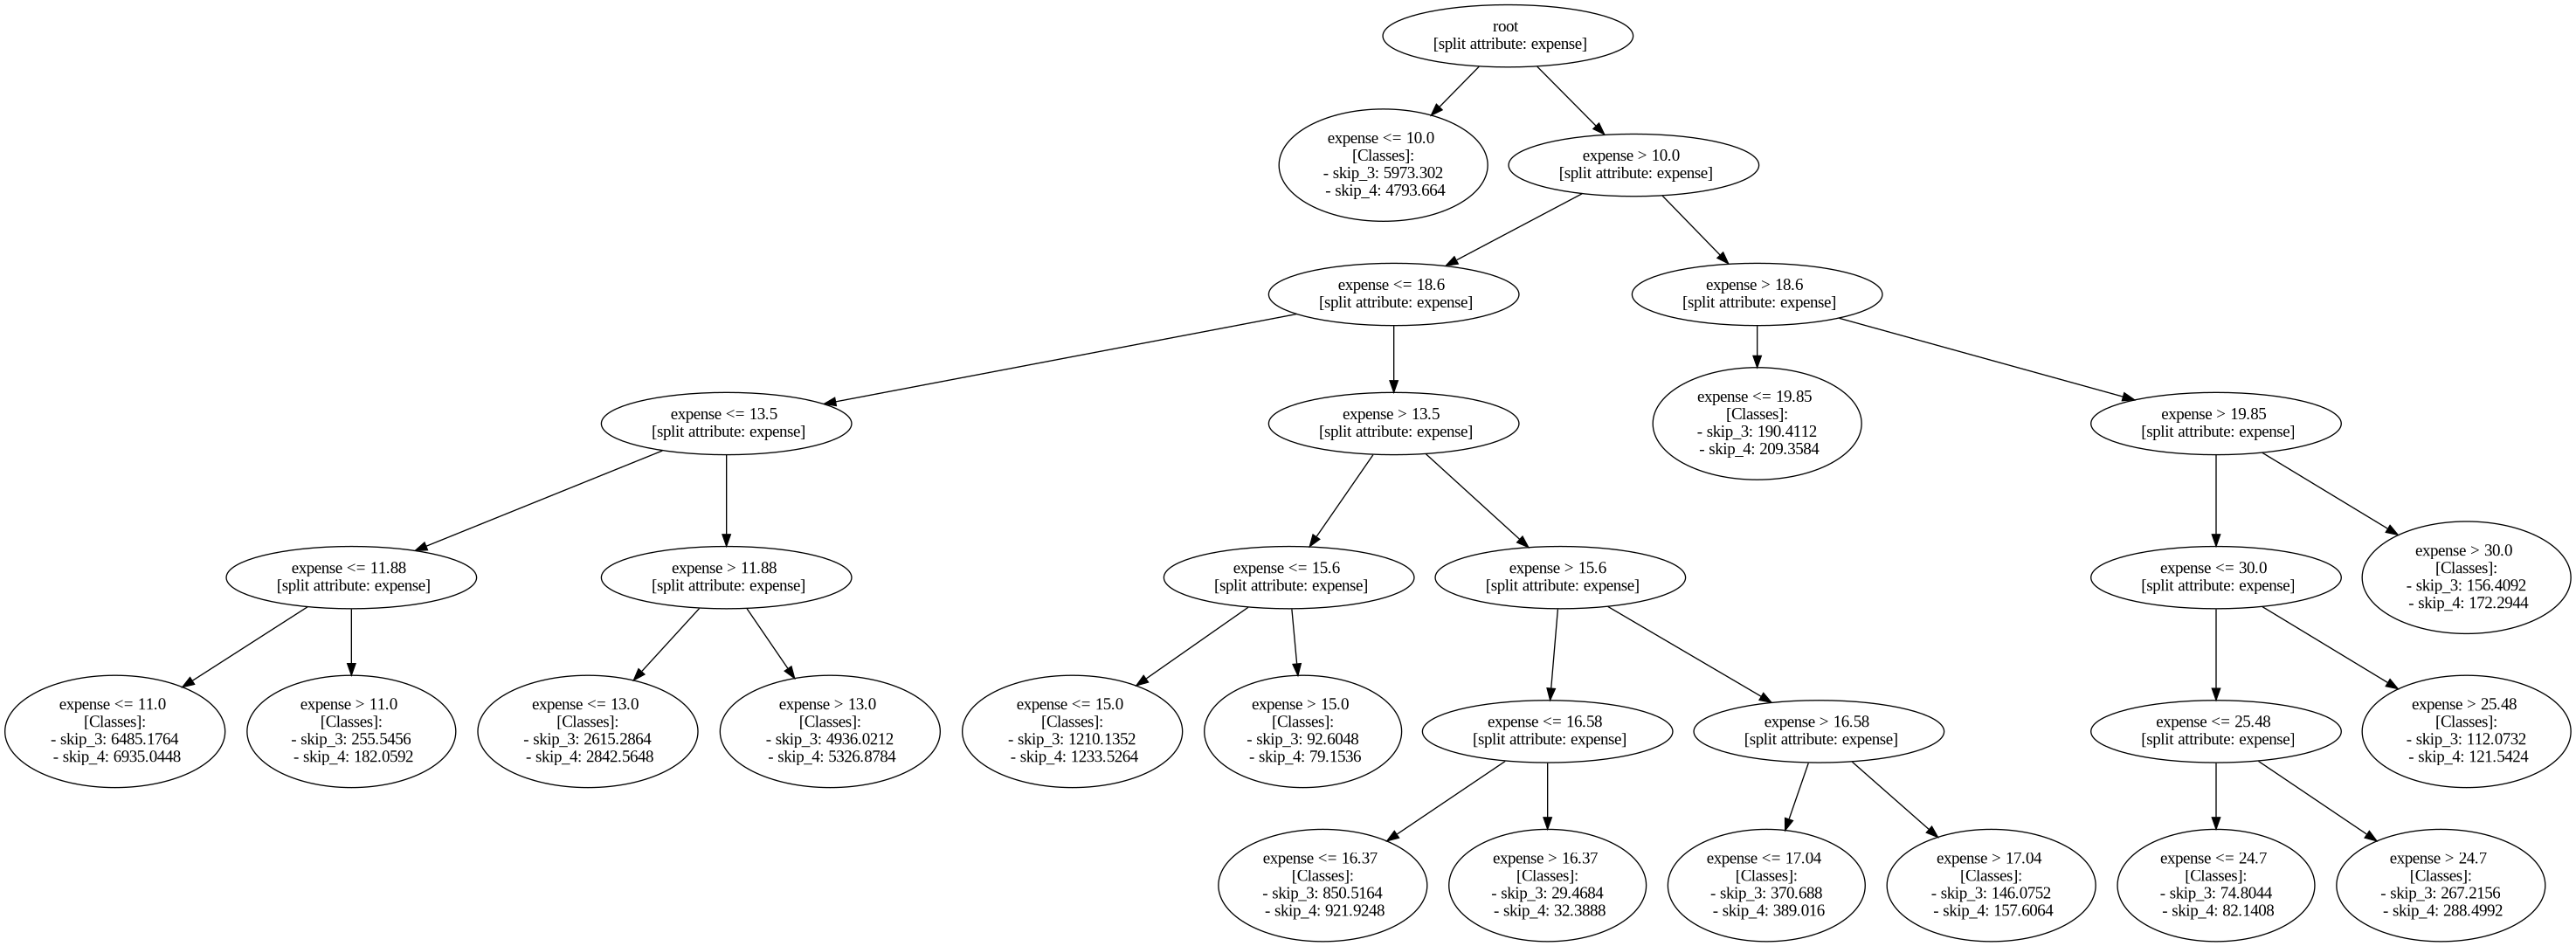 root
[split attribute: expense]
expense <= 10.0
[Classes]:
- skip_3: 5973.302
- skip_4: 4793.664
expense > 10.0
[split attribute: expense]
expense <= 18.6
[split attribute: expense]
expense > 18.6
[split attribute: expense]
expense <= 13.5
[split attribute: expense]
expense > 13.5
[split attribute: expense]
expense <= 19.85
[Classes]:
- skip_3: 190.4112
- skip_4: 209.3584
expense > 19.85
[split attribute: expense]
expense <= 11.88
[split attribute: expense]
expense > 11.88
[split attribute: expense]
expense <= 15.6
[split attribute: expense]
expense > 15.6
[split attribute: expense]
expense <= 30.0
[split attribute: expense]
expense > 30.0
[Classes]:
- skip_3: 156.4092
- skip_4: 172.2944
expense <= 11.0
[Classes]:
- skip_3: 6485.1764
- skip_4: 6935.0448
expense > 11.0
[Classes]:
- skip_3: 255.5456
- skip_4: 182.0592
expense <= 13.0
[Classes]:
- skip_3: 2615.2864
- skip_4: 2842.5648
expense > 13.0
[Classes]:
- skip_3: 4936.0212
- skip_4: 5326.8784
expense <= 15.0
[Classes]:
- skip_3: 1210.1352
- skip_4: 1233.5264
expense > 15.0
[Classes]:
- skip_3: 92.6048
- skip_4: 79.1536
expense <= 16.58
[split attribute: expense]
expense > 16.58
[split attribute: expense]
expense <= 25.48
[split attribute: expense]
expense > 25.48
[Classes]:
- skip_3: 112.0732
- skip_4: 121.5424
expense <= 16.37
[Classes]:
- skip_3: 850.5164
- skip_4: 921.9248
expense > 16.37
[Classes]:
- skip_3: 29.4684
- skip_4: 32.3888
expense <= 17.04
[Classes]:
- skip_3: 370.688
- skip_4: 389.016
expense > 17.04
[Classes]:
- skip_3: 146.0752
- skip_4: 157.6064
expense <= 24.7
[Classes]:
- skip_3: 74.8044
- skip_4: 82.1408
expense > 24.7
[Classes]:
- skip_3: 267.2156
- skip_4: 288.4992